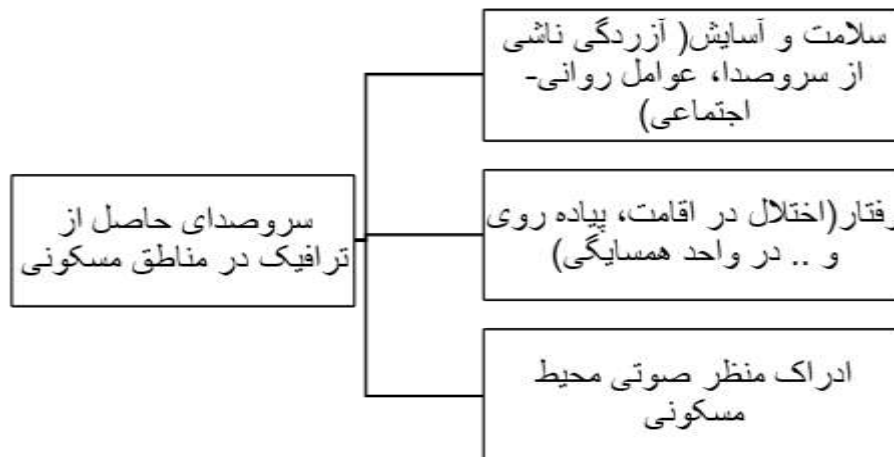 سلامت و آسایش( آزردگی ناشی
از سروصدا، عوامل روانی-
اجتماعی)
سروصدای حاصل از
ترافیک در مناطق مسکونی
رفتار(اختلال در اقامت، پیاده روی
و .. در واحد همسایگی)
ادراک منظر صوتی محیط
مسکونی